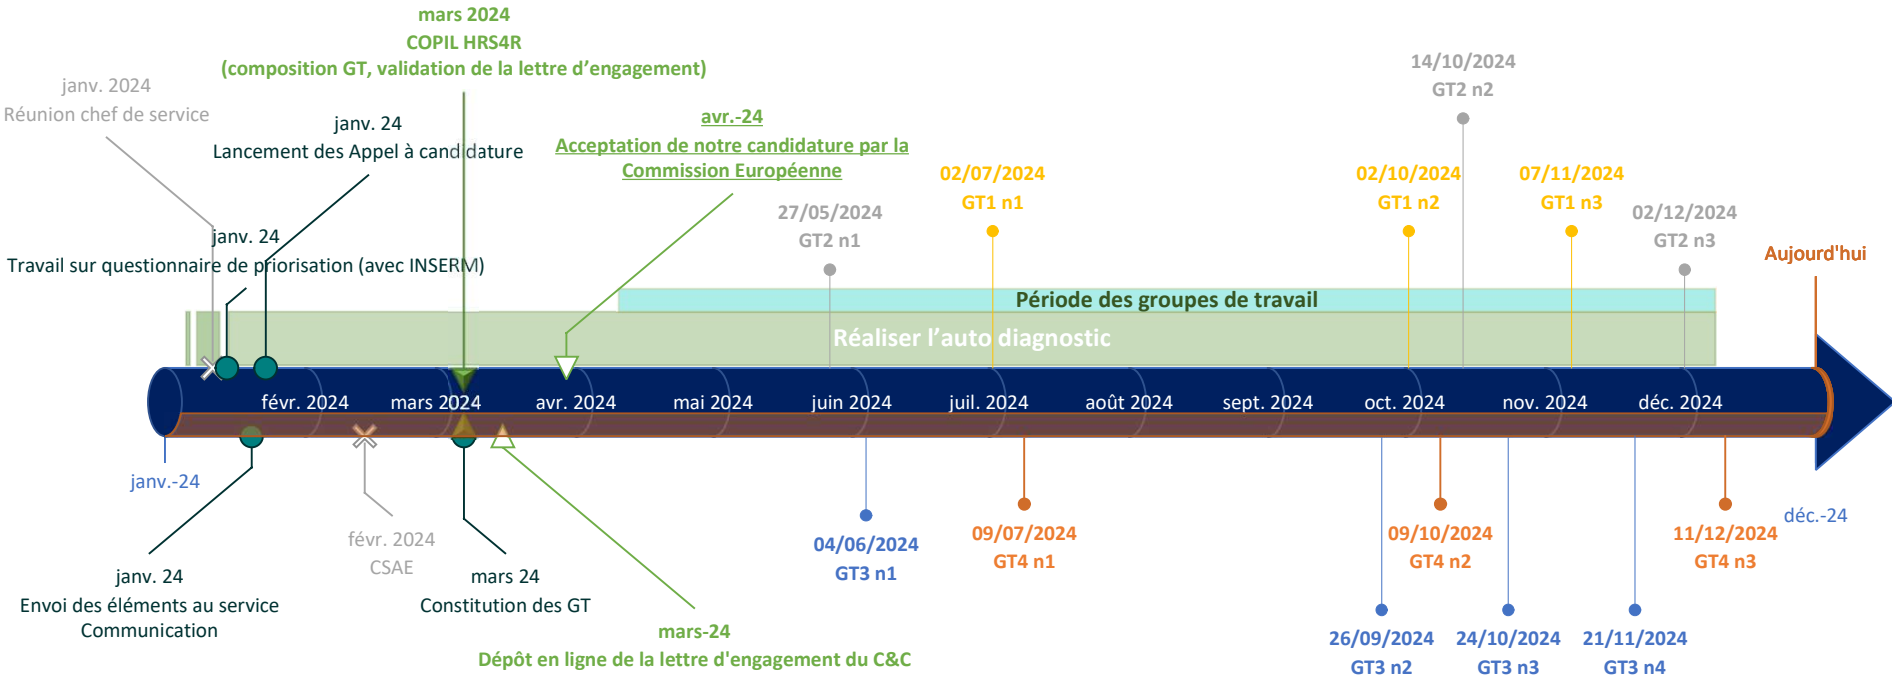 mars 2024
COPIL HRS4R
(composition GT, validation de la lettre d'engagement)
janv. 2024
Réunion chef de service
janv. 24
Lancement des Appel à candidature
avr.-24
Acceptation de notre candidature par la
Commission Européenne
janv. 24
Travail sur questionnaire de priorisation (avec INSERM)
27/05/2024
GT2 n1
02/07/2024
GT1 n1
02/10/2024
GT1 n2
14/10/2024
GT2 n2
07/11/2024
GT1 n3
02/12/2024
GT2 n3
Aujourd'hui
Période des groupes de travail
Réaliser l'auto diagnostic
févr. 2024
mars 2024
avr. 2024
mai 2024
juin 2024
juil. 2024
août 2024
sept. 2024
oct. 2024
nov. 2024
déc. 2024
janv.-24
déc.-24
janv. 24
Envoi des éléments au service
Communication
févr. 2024
CSAE
mars 24
Constitution des GT
mars-24
Dépôt en ligne de la lettre d'engagement du C&C
04/06/2024
GT3 n1
09/07/2024
GT4 n1
26/09/2024
GT3 n2
09/10/2024
GT4 n2
24/10/2024
GT3 n3
21/11/2024
GT3 n4
11/12/2024
GT4 n3